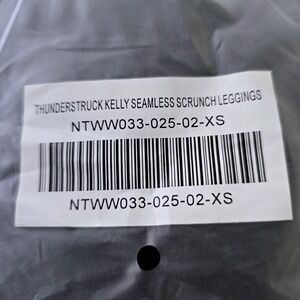 THUNDERSTRUCK KELLY SEAMLESS SCRUNCH LEGGINGS
NTWW033-025-02-XS
NTWW033-025-02-XS